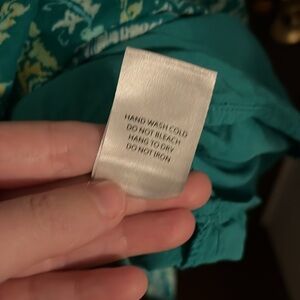 HAND WASH COLD
DO NOT BLEACH
HANG TO DRY
DO NOT IRON